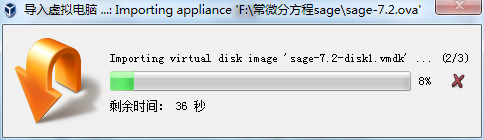 导入虚拟电脑 ...: Importing appliance 'F:\常微分方程sage\sage-7.2.ova'
Importing virtual disk image 'sage-7.2-disk1.vmdk' ... (2/3)
8%
剩余时间： 36 秒